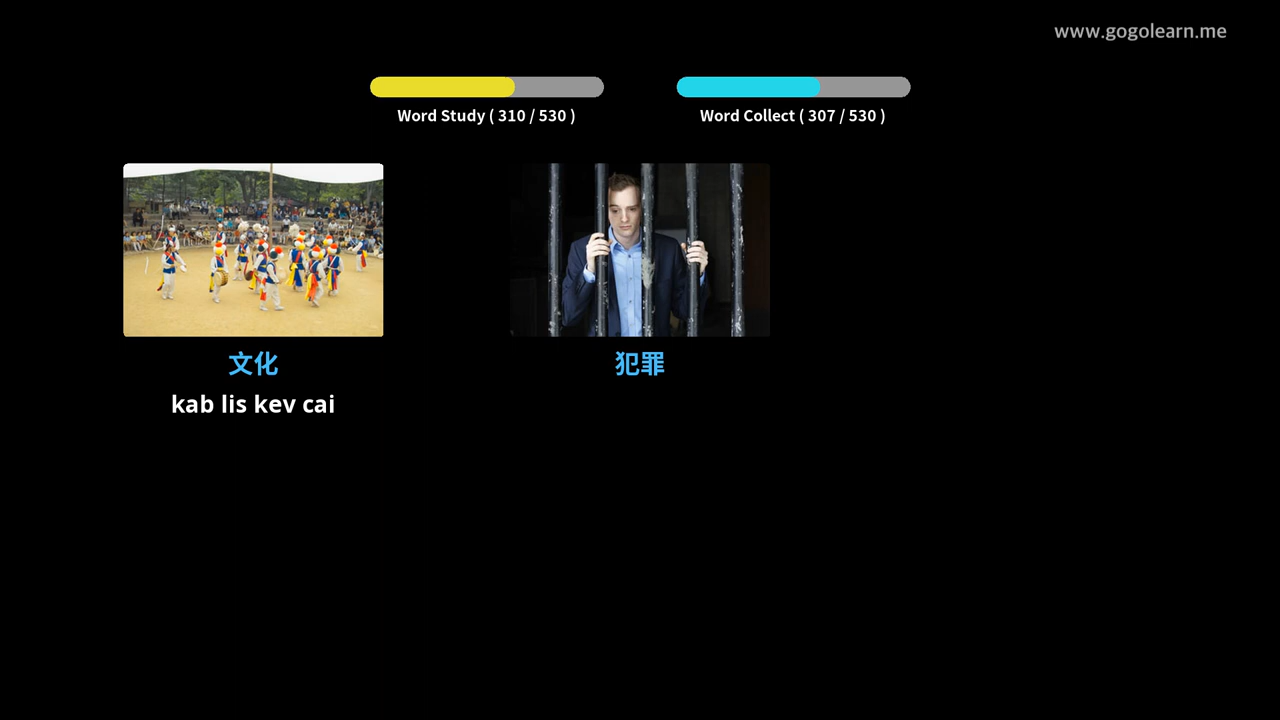 www.gogolearn.me
Word Study ( 310 / 530 )
Word Collect ( 307 / 530 )
文化
犯罪
kab lis kev cai